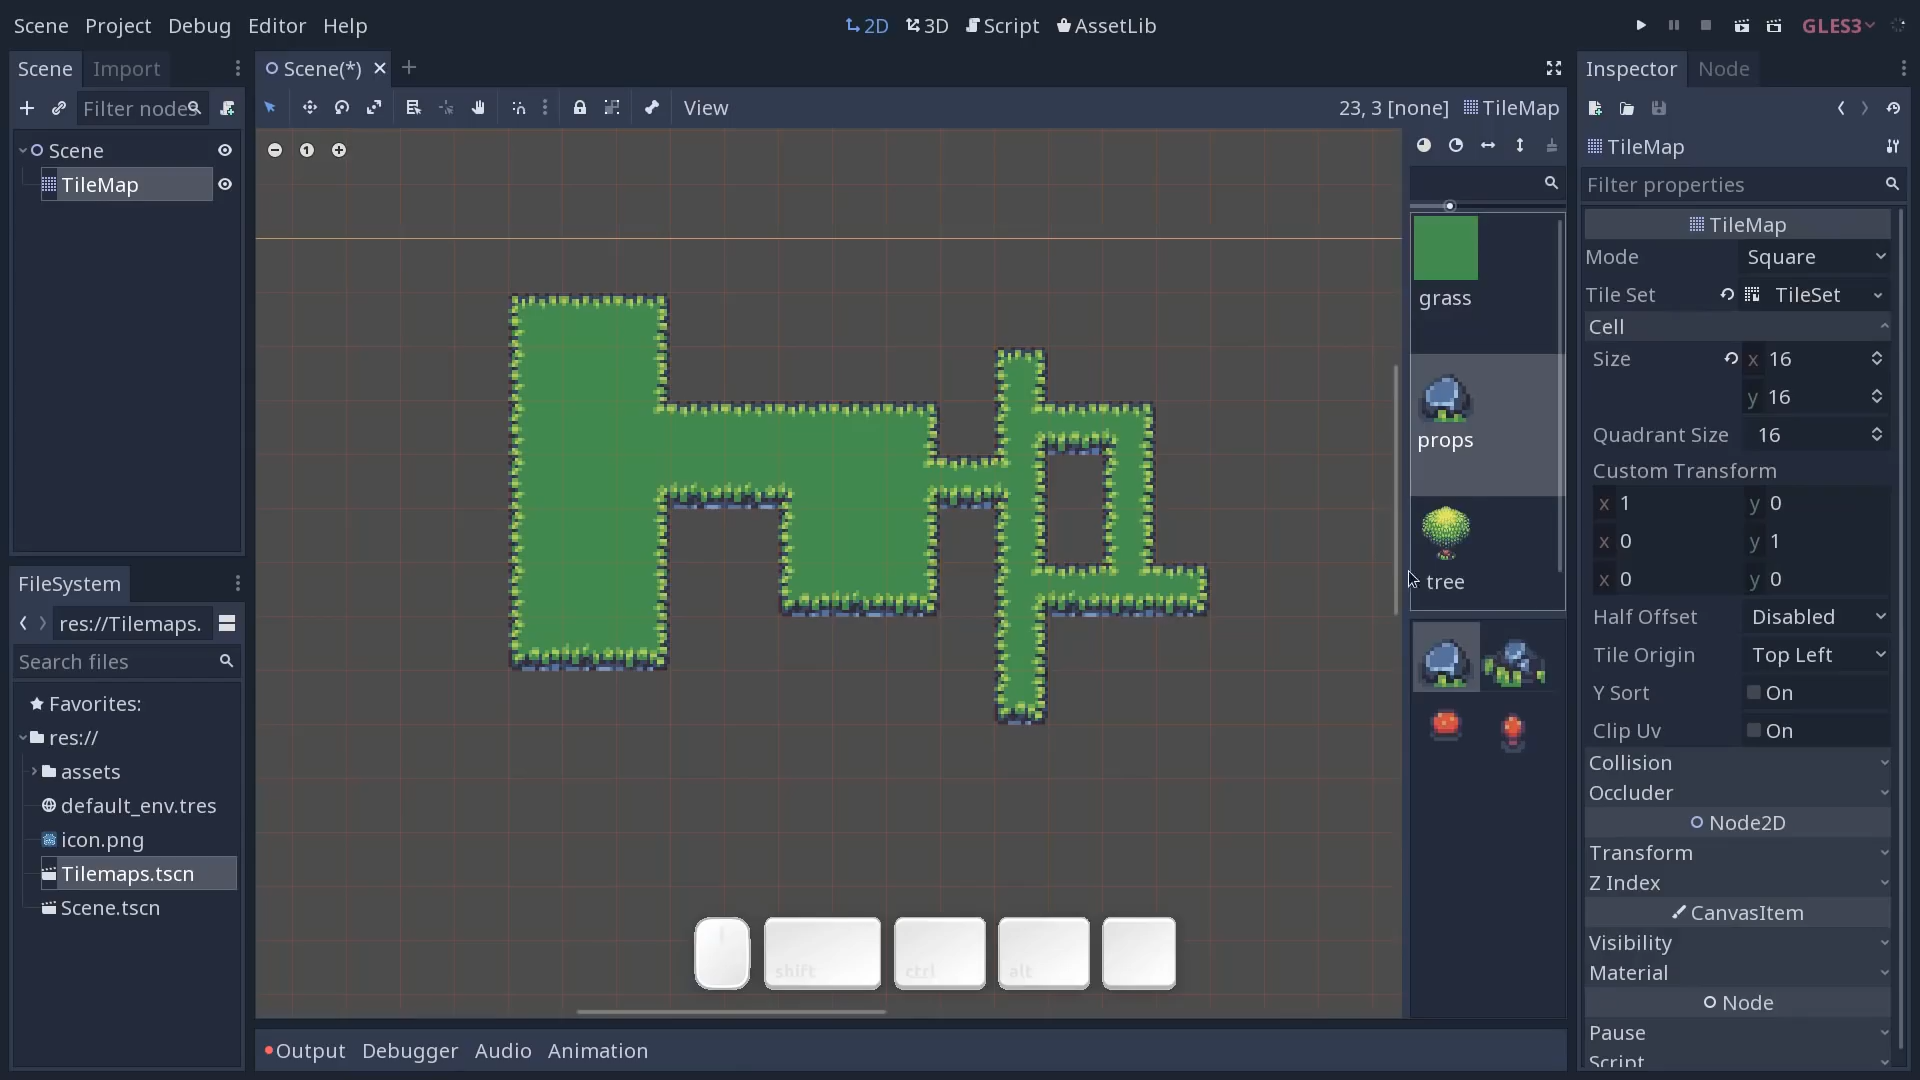 Scene Project Debug Editor Help
2D 3D Script AssetLib
GLES3
Scene Import
Filter nodes
Scene
TileMap
FileSystem
res://Tilemaps.
Search files
Favorites:
res://
assets
default_env.tres
icon.png
Tilemaps.tscn
Scene.tscn
Scene(*)
View
23, 3 [none] TileMap
1
grass
props
tree
shift ctrl alt
Output Debugger Audio Animation
Inspector Node
TileMap
Filter properties
TileMap
Mode Square
Tile Set TileSet
Cell
Size x 16
y 16
Quadrant Size 16
Custom Transform
x 1 y 0
x 0 y 1
x 0 y 0
Half Offset Disabled
Tile Origin Top Left
Y Sort On
Clip Uv On
Collision
Occluder
Node2D
Transform
Z Index
CanvasItem
Visibility
Material
Node
Pause
Script